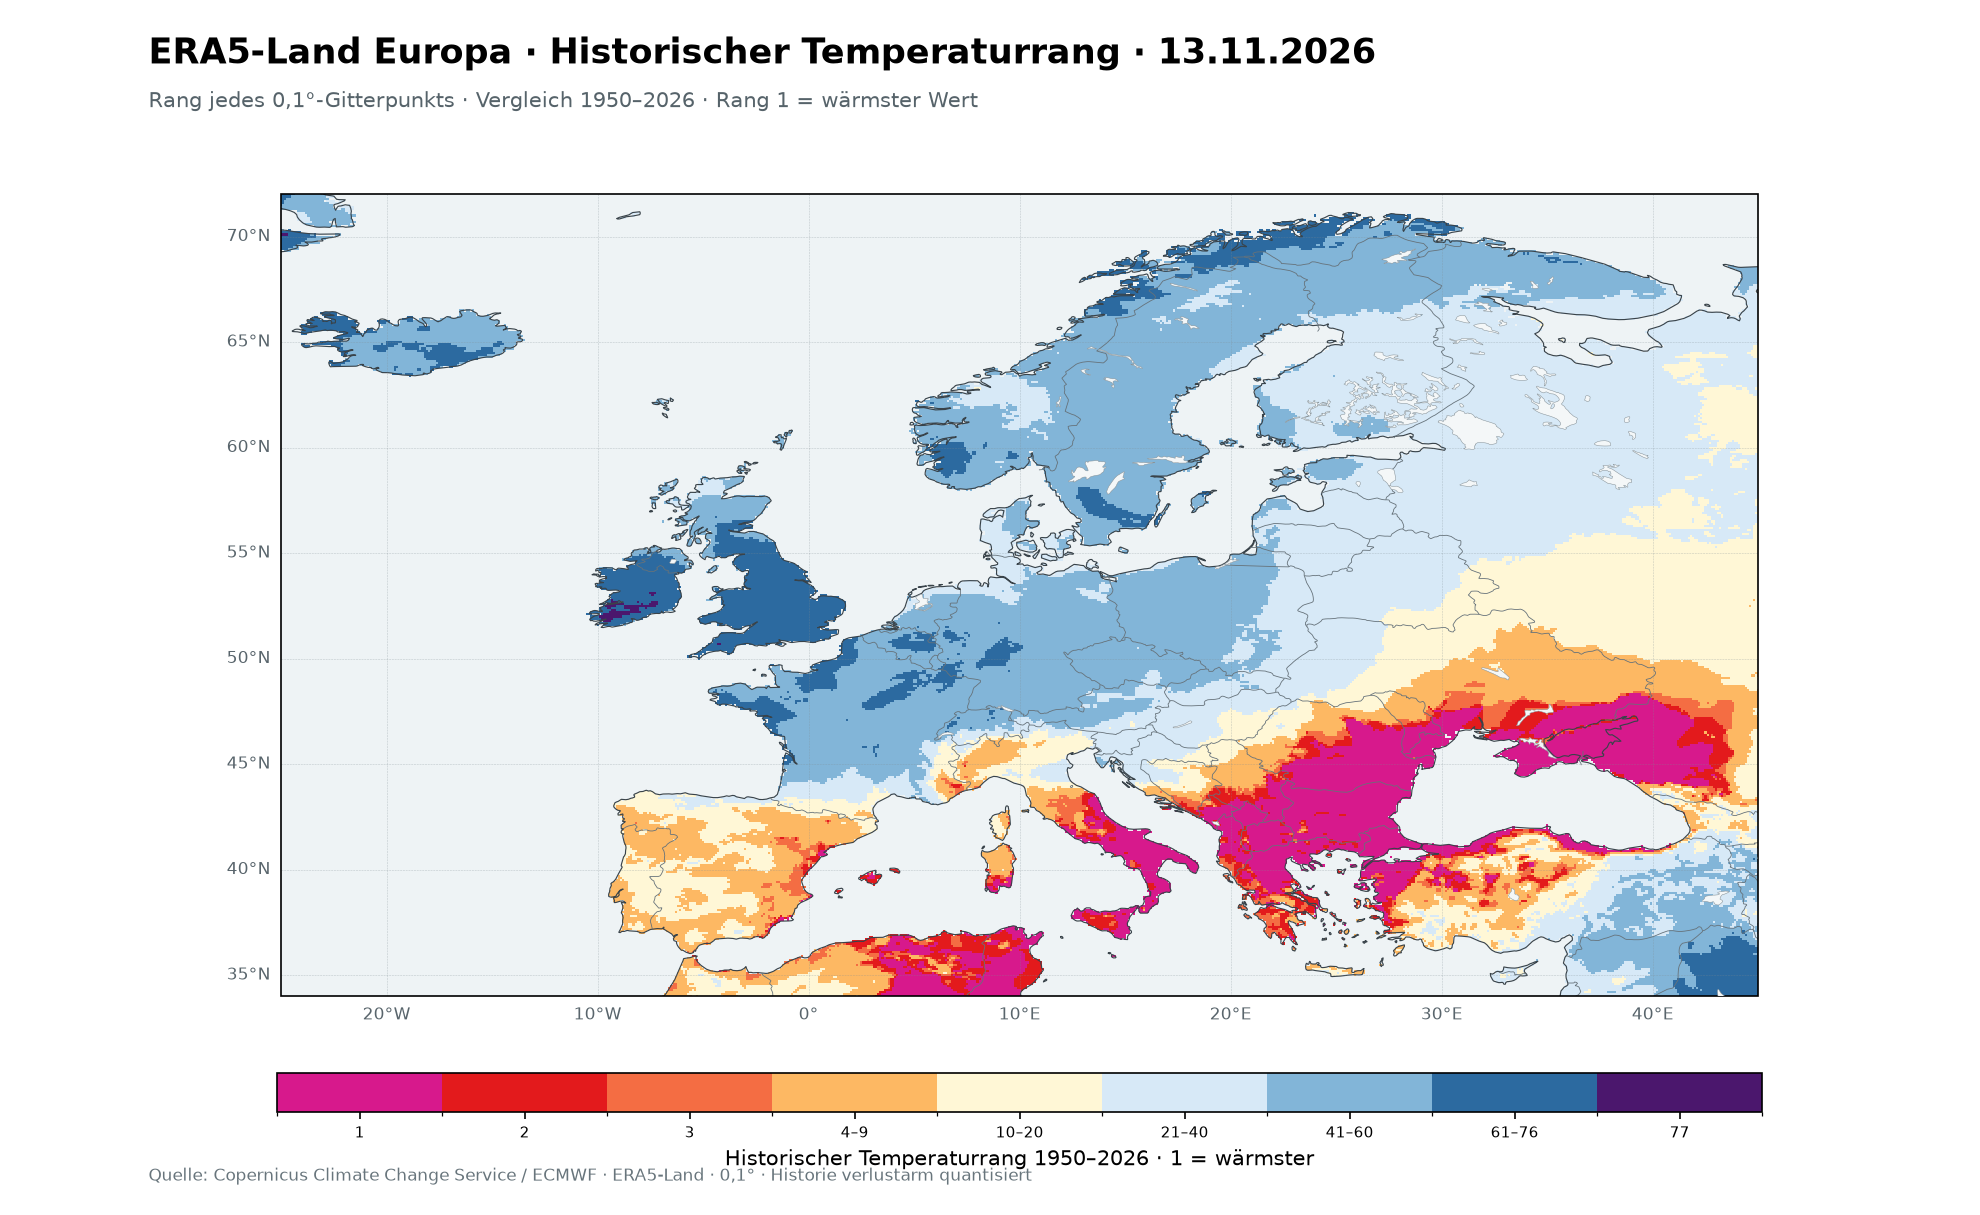 ERA5-Land Europa · Historischer Temperaturrang · 13.11.2026
Rang jedes 0,1°-Gitterpunkts · Vergleich 1950–2026 · Rang 1 = wärmster Wert
70°N
65°N
60°N
55°N
50°N
45°N
40°N
35°N
20°W 10°W 0° 10°E 20°E 30°E 40°E
1 2 3 4–9 10–20 21–40 41–60 61–76 77
Historischer Temperaturrang 1950–2026 · 1 = wärmster
Quelle: Copernicus Climate Change Service / ECMWF · ERA5-Land · 0,1° · Historie verlustarm quantisiert